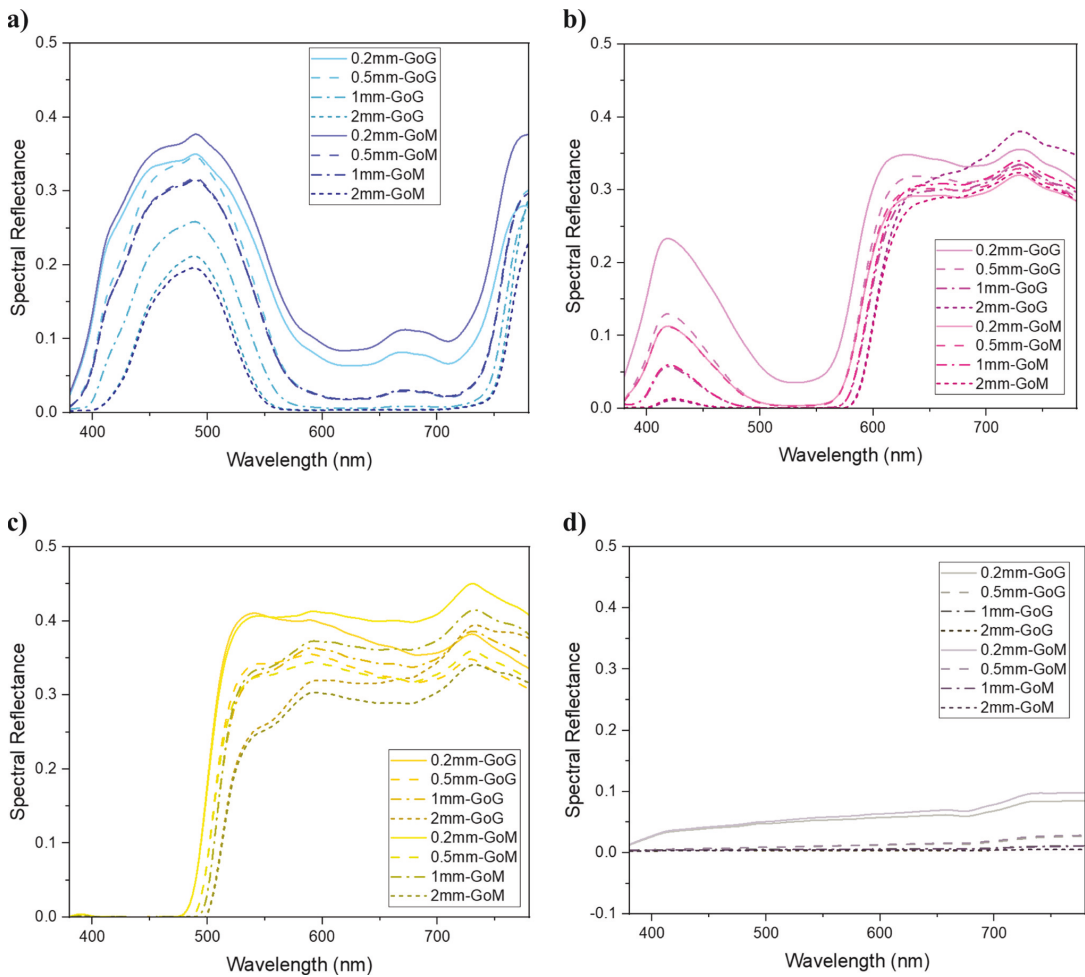 a)
0.5
0.4
0.3
0.2
0.1
0.0
Spectral Reflectance
400
500
600
700
Wavelength (nm)
0.2mm-GoG
0.5mm-GoG
1mm-GoG
2mm-GoG
0.2mm-GoM
0.5mm-GoM
1mm-GoM
2mm-GoM
b)
0.5
0.4
0.3
0.2
0.1
0.0
Spectral Reflectance
400
500
600
700
Wavelength (nm)
0.2mm-GoG
0.5mm-GoG
1mm-GoG
2mm-GoG
0.2mm-GoM
0.5mm-GoM
1mm-GoM
2mm-GoM
c)
0.5
0.4
0.3
0.2
0.1
0.0
Spectral Reflectance
400
500
600
700
Wavelength (nm)
0.2mm-GoG
0.5mm-GoG
1mm-GoG
2mm-GoG
0.2mm-GoM
0.5mm-GoM
1mm-GoM
2mm-GoM
d)
0.5
0.4
0.3
0.2
0.1
0.0
-0.1
Spectral Reflectance
400
500
600
700
Wavelength (nm)
0.2mm-GoG
0.5mm-GoG
1mm-GoG
2mm-GoG
0.2mm-GoM
0.5mm-GoM
1mm-GoM
2mm-GoM